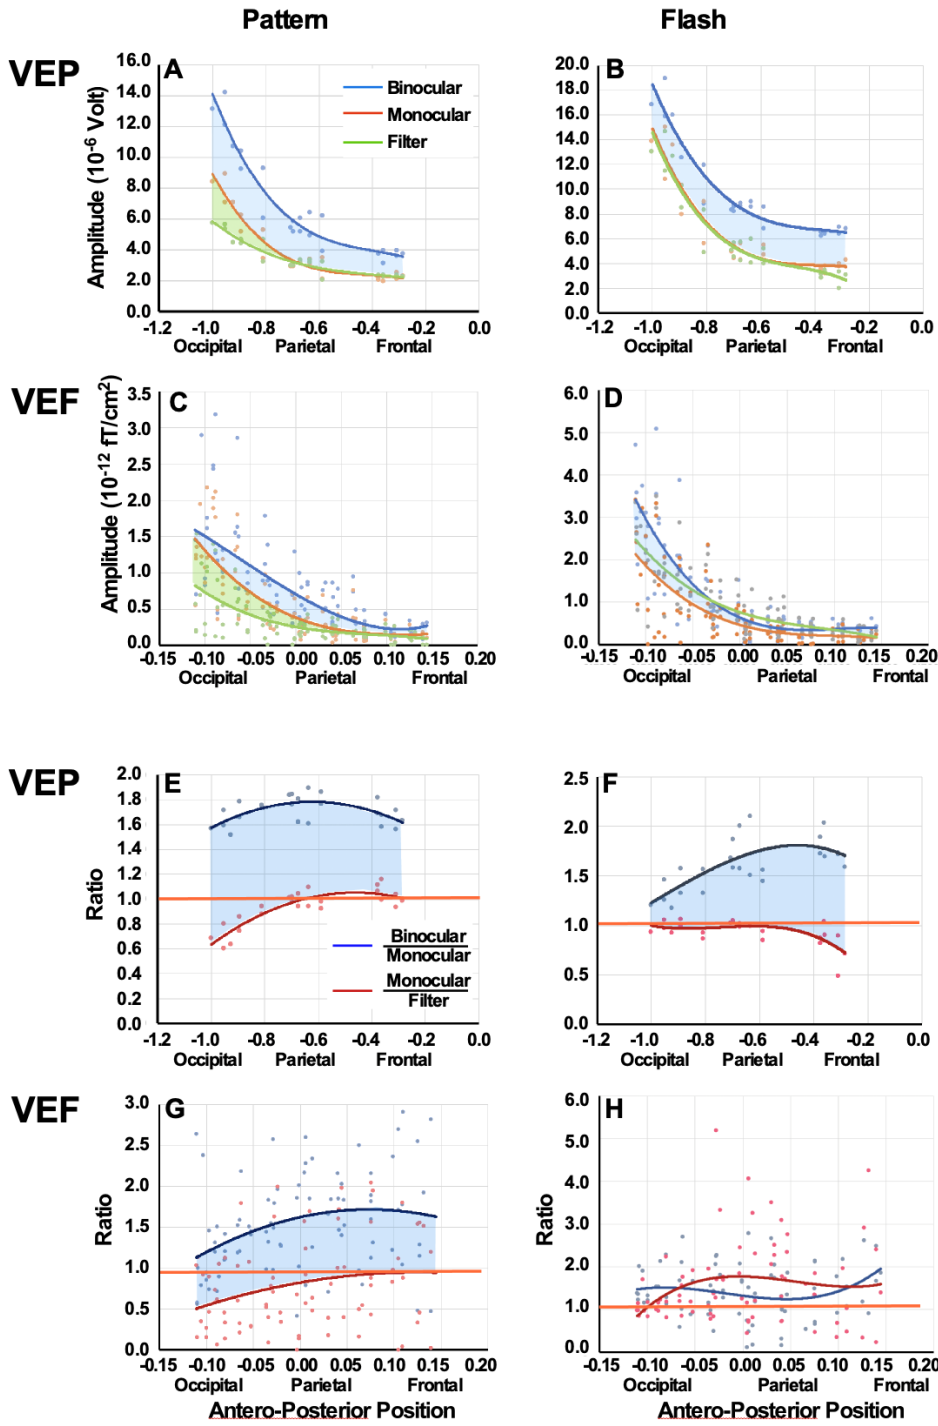 Pattern Flash
VEP
A
16.0
14.0
12.0
10.0
8.0
6.0
4.0
2.0
0.0
Amplitude (10-6 Volt)
Binocular
Monocular
Filter
-1.2 -1.0 -0.8 -0.6 -0.4 -0.2 0.0
Occipital Parietal Frontal
B
20.0
18.0
16.0
14.0
12.0
10.0
8.0
6.0
4.0
2.0
0.0
-1.2 -1.0 -0.8 -0.6 -0.4 -0.2 0.0
Occipital Parietal Frontal
VEF
C
3.5
3.0
2.5
2.0
1.5
1.0
0.5
0.0
Amplitude (10-12 fT/cm2)
-0.15 -0.10 -0.05 0.00 0.05 0.10 0.15 0.20
Occipital Parietal Frontal
D
6.0
5.0
4.0
3.0
2.0
1.0
0.0
-0.15 -0.10 -0.05 0.00 0.05 0.10 0.15 0.20
Occipital Parietal Frontal
VEP
E
2.0
1.8
1.6
1.4
1.2
1.0
0.8
0.6
0.4
0.2
0.0
Ratio
Binocular
Monocular
Monocular
Filter
-1.2 -1.0 -0.8 -0.6 -0.4 -0.2 0.0
Occipital Parietal Frontal
F
2.5
2.0
1.5
1.0
0.5
0.0
-1.2 -1.0 -0.8 -0.6 -0.4 -0.2 0.0
Occipital Parietal Frontal
VEF
G
3.0
2.5
2.0
1.5
1.0
0.5
0.0
Ratio
-0.15 -0.10 -0.05 0.00 0.05 0.10 0.15 0.20
Occipital Parietal Frontal
Antero-Posterior Position
H
6.0
5.0
4.0
3.0
2.0
1.0
0.0
Ratio
-0.15 -0.10 -0.05 0.00 0.05 0.10 0.15 0.20
Occipital Parietal Frontal
Antero-Posterior Position